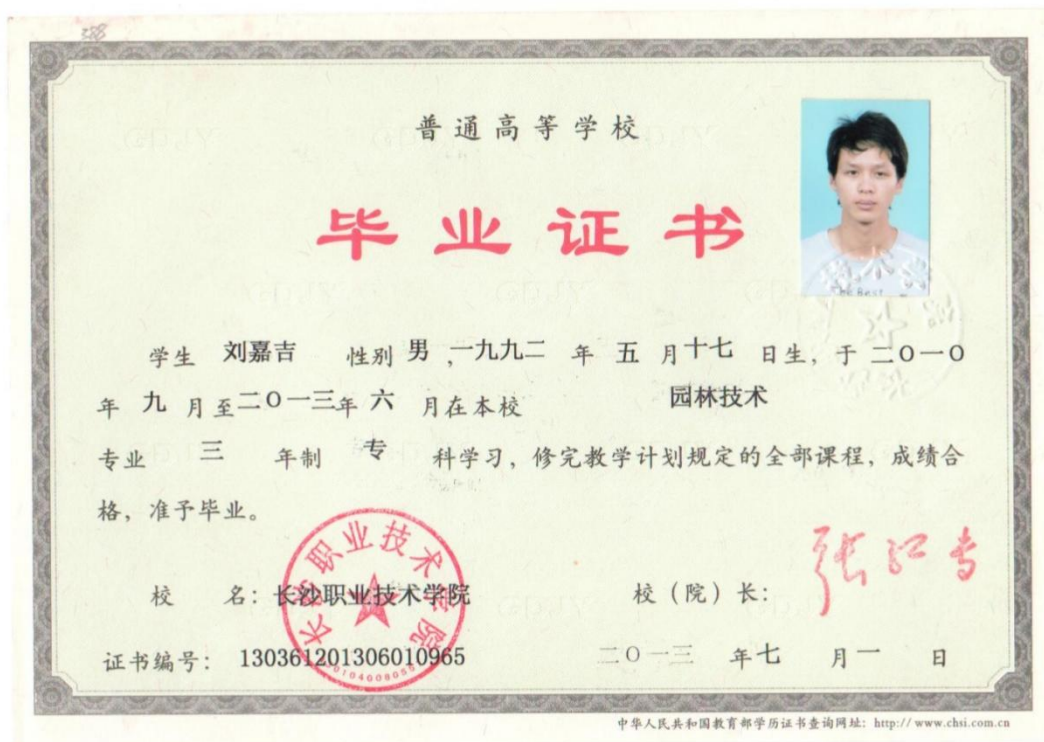 388
普通高等学校
毕业证书
学生 刘嘉吉 性别 男 ,一九九二 年 五 月十七 日生，于 二〇一〇
年 九 月至二〇一三年 六 月在本校 园林技术
专业 三 年制 专 科学习，修完教学计划规定的全部课程，成绩合
格，准予毕业。
校 名：长沙职业技术学院 校（院）长：
证书编号： 130361201306010965 二〇一三 年七 月一 日
长沙职业技术学院
中华人民共和国教育部学历证书查询网址：http://www.chsi.com.cn